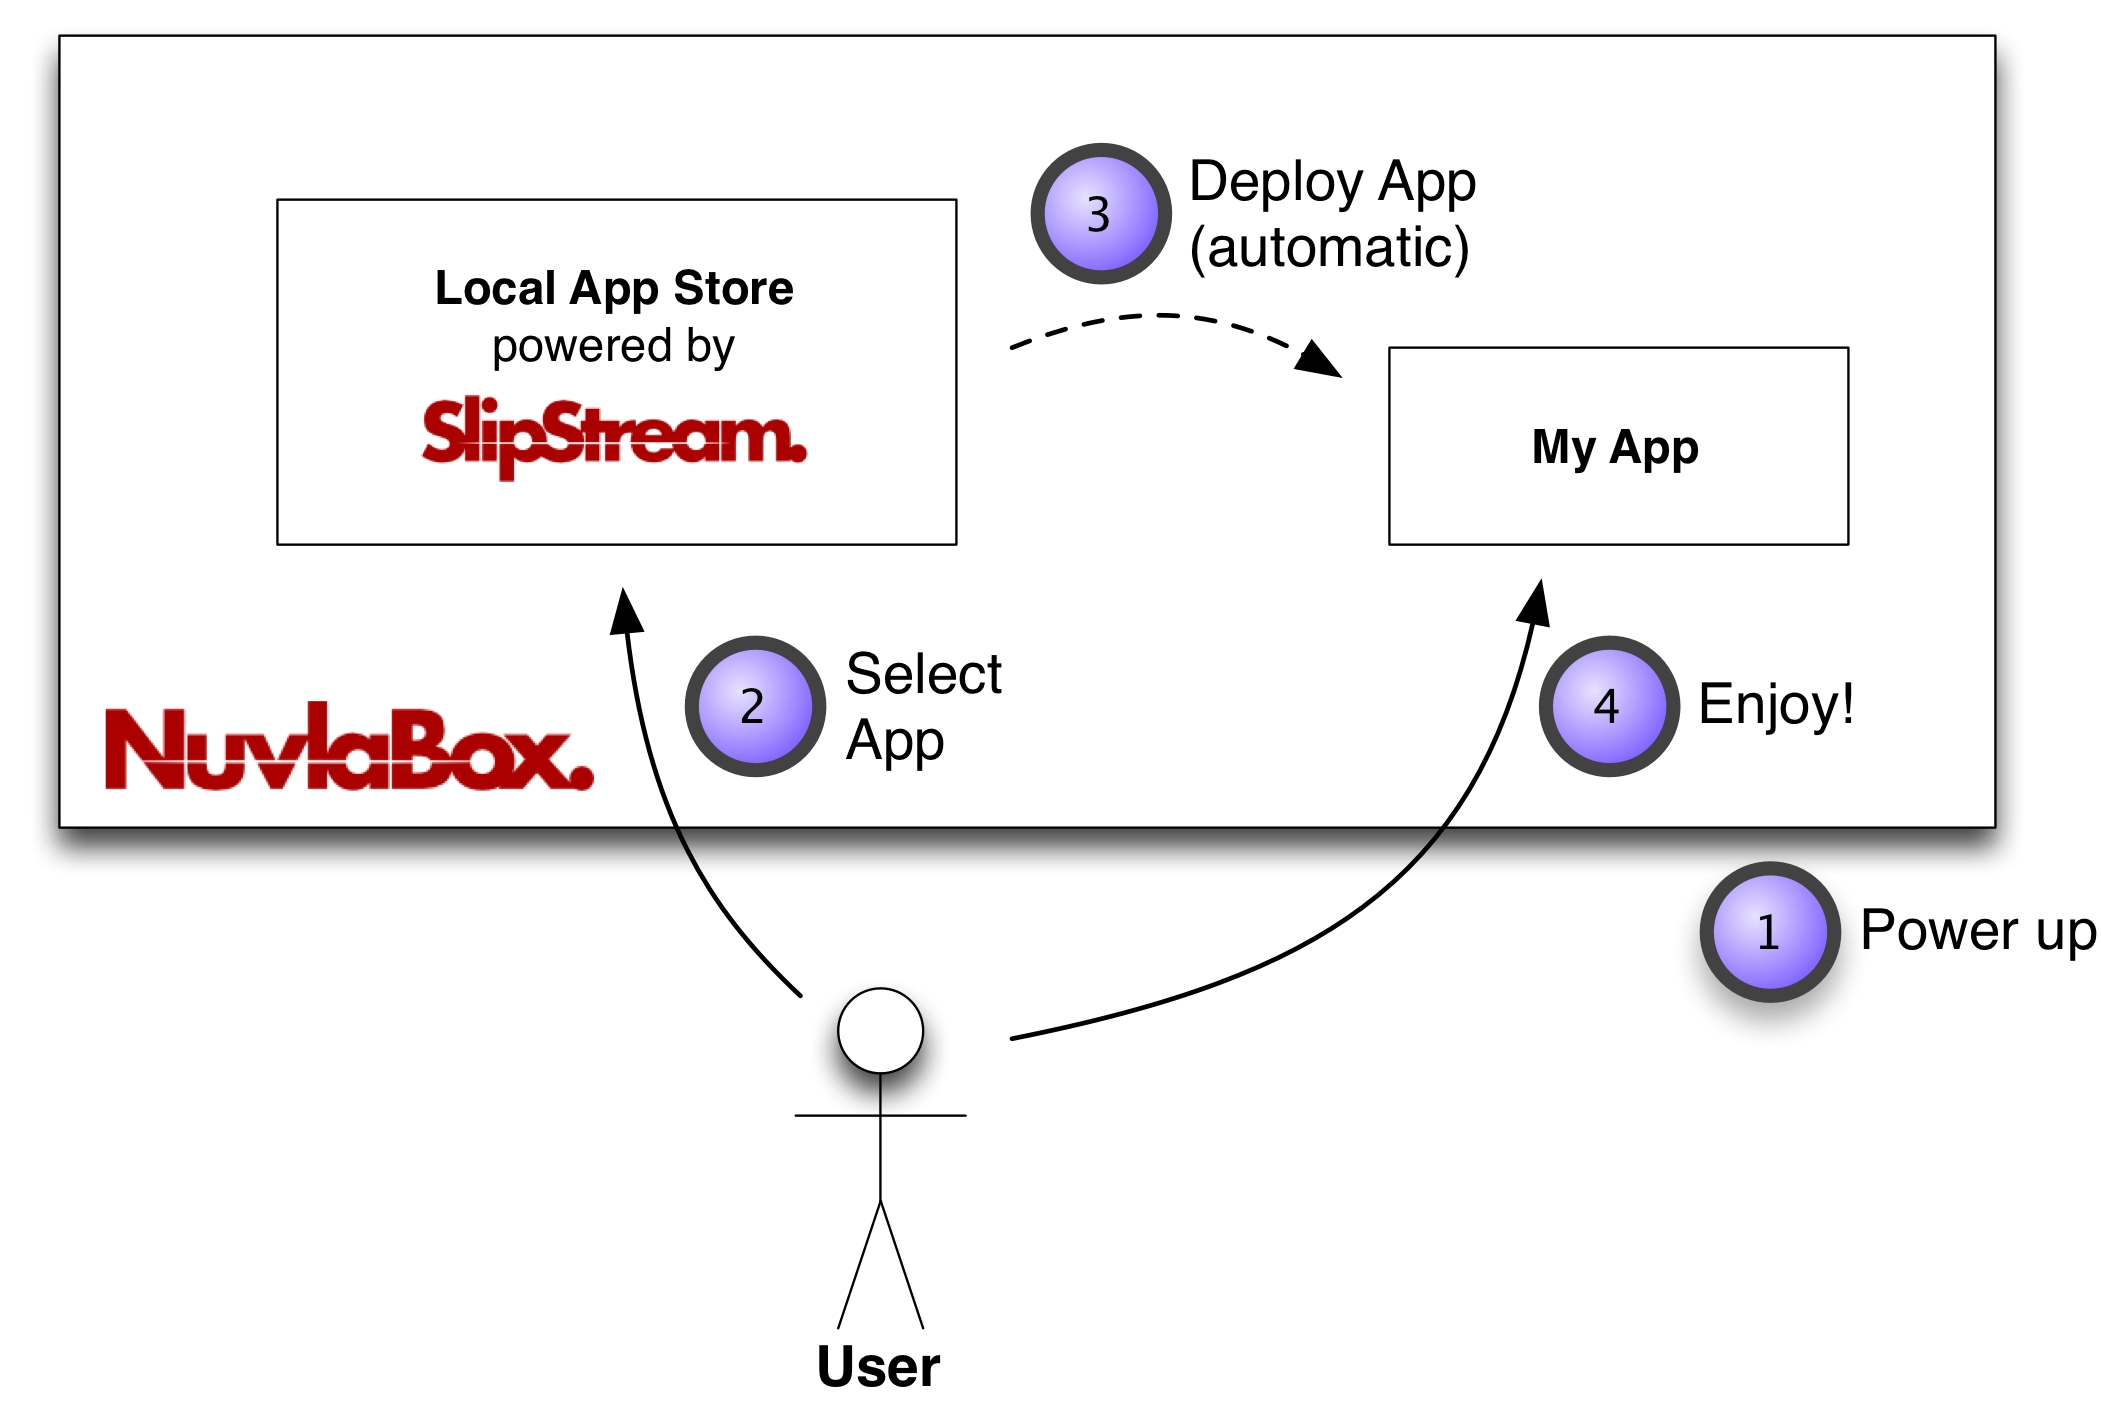 3
Deploy App
(automatic)
Local App Store
powered by
SlipStream.
My App
2
Select
App
4
Enjoy!
NuvlaBox.
1
Power up
User